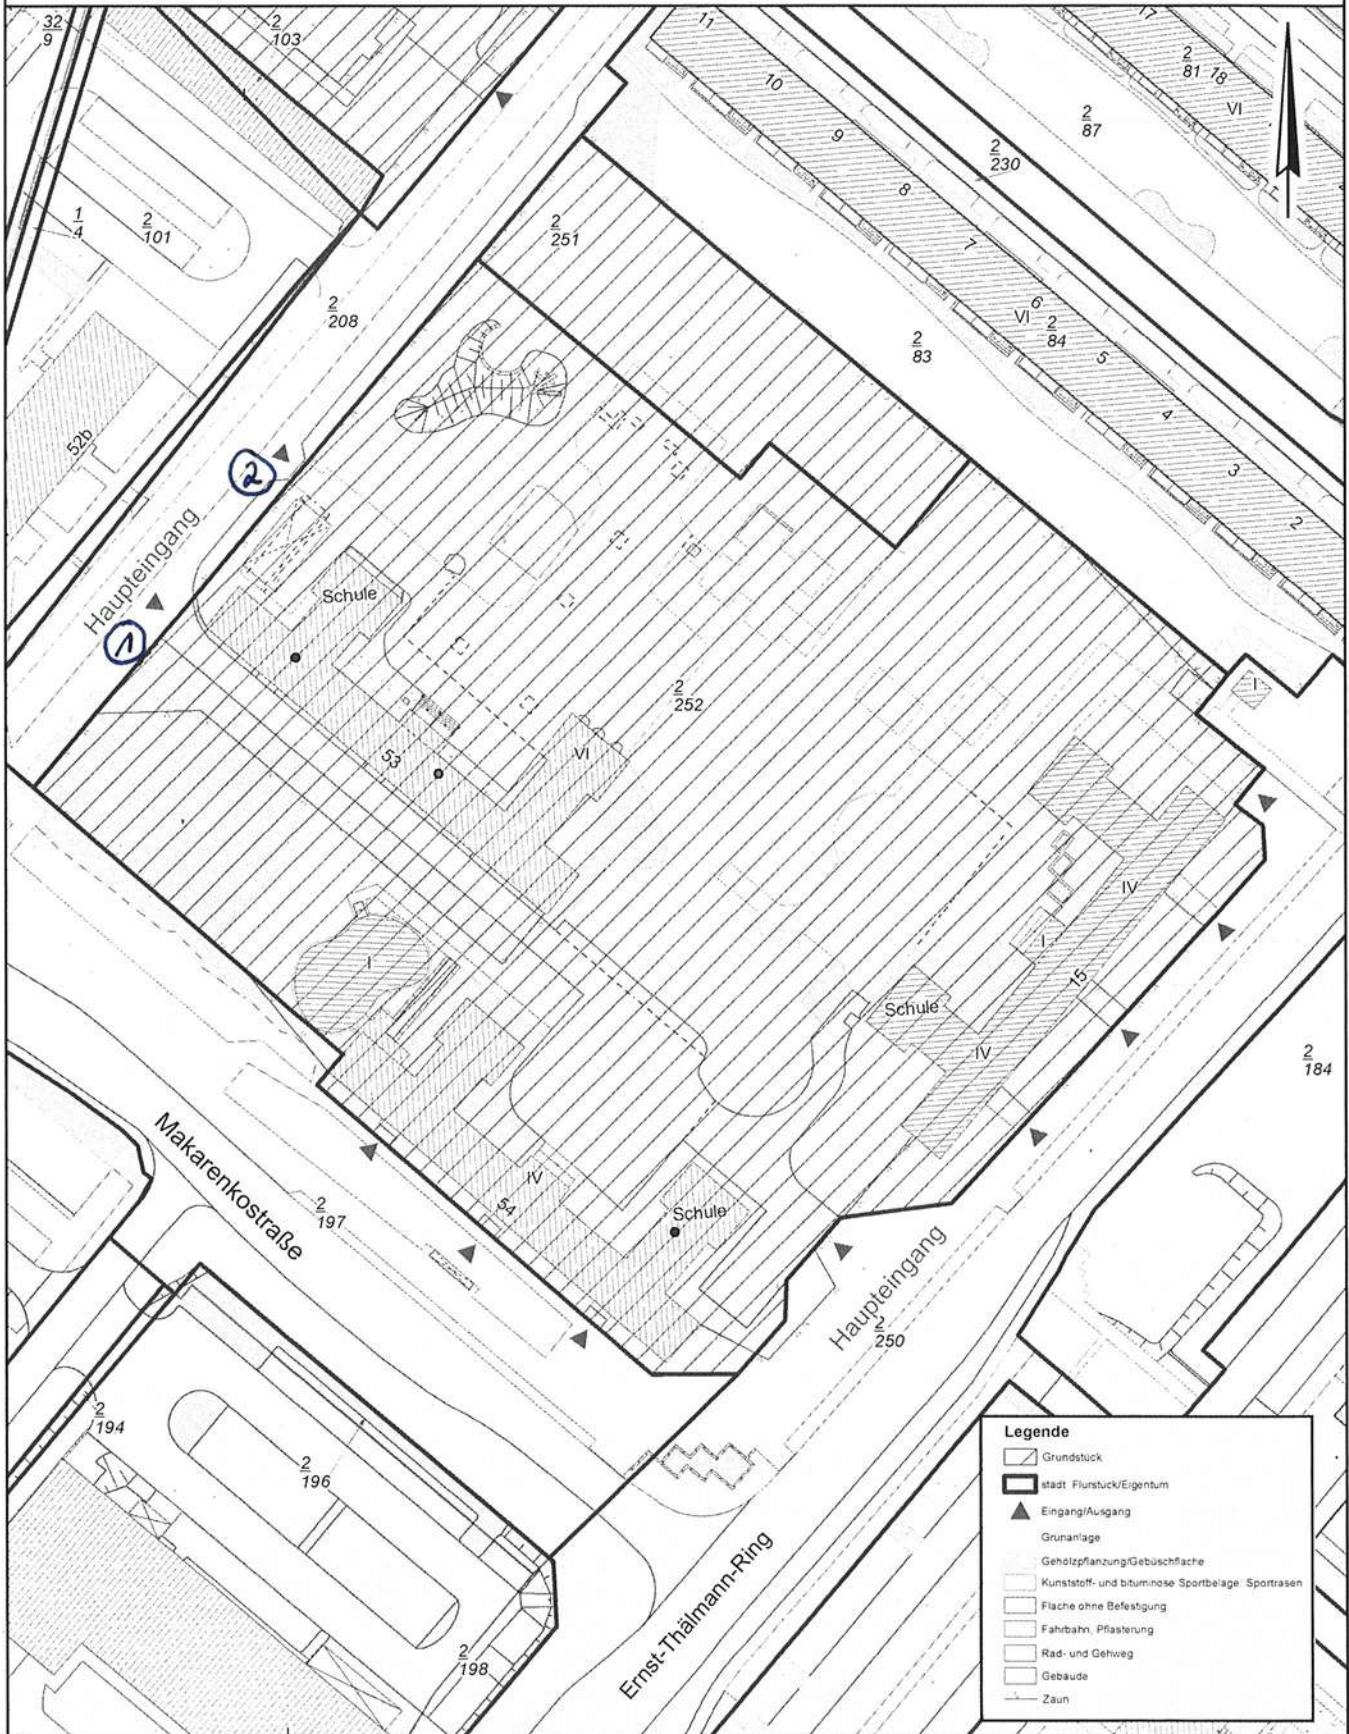 32
9
2
103
11
10
9
8
7
6
VI
5
4
3
2
17
2
81
18
VI
2
87
2
230
2
84
2
83
1
4
2
101
2
251
2
208
52b
2
Haupteingang
1
Schule
2
252
53
VI
I
I
IV
I
15
Schule
IV
2
184
Makarenkostraße
2
197
IV
54
Schule
Haupteingang
2
250
2
194
2
196
2
198
Ernst-Thälmann-Ring
Legende
Grundstück
städt Flurstück/Eigentum
Eingang/Ausgang
Grünanlage
Gehölzpflanzung/Gebüschfläche
Kunststoff- und bituminöse Sportbeläge, Sportrasen
Fläche ohne Befestigung
Fahrbahn, Pflasterung
Rad- und Gehweg
Gebäude
Zaun